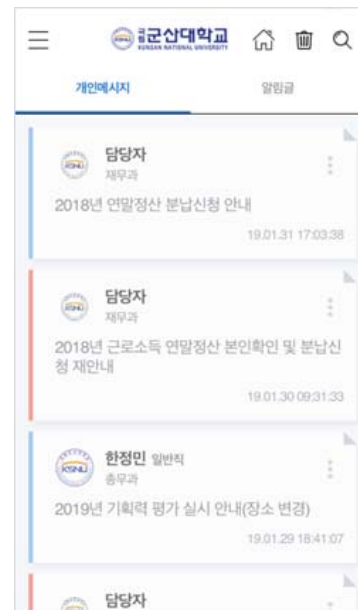 국립군산대학교
KUNSAN NATIONAL UNIVERSITY
개인메시지 알림글
담당자
재무과
2018년 연말정산 분납신청 안내
19.01.31 17:03:38
담당자
재무과
2018년 근로소득 연말정산 본인확인 및 분납신
청 재안내
19.01.30 09:31:33
KSNU
한정민 일반직
총무과
2019년 기획력 평가 실시 안내(장소 변경)
19.01.29 18:41:07
담당자